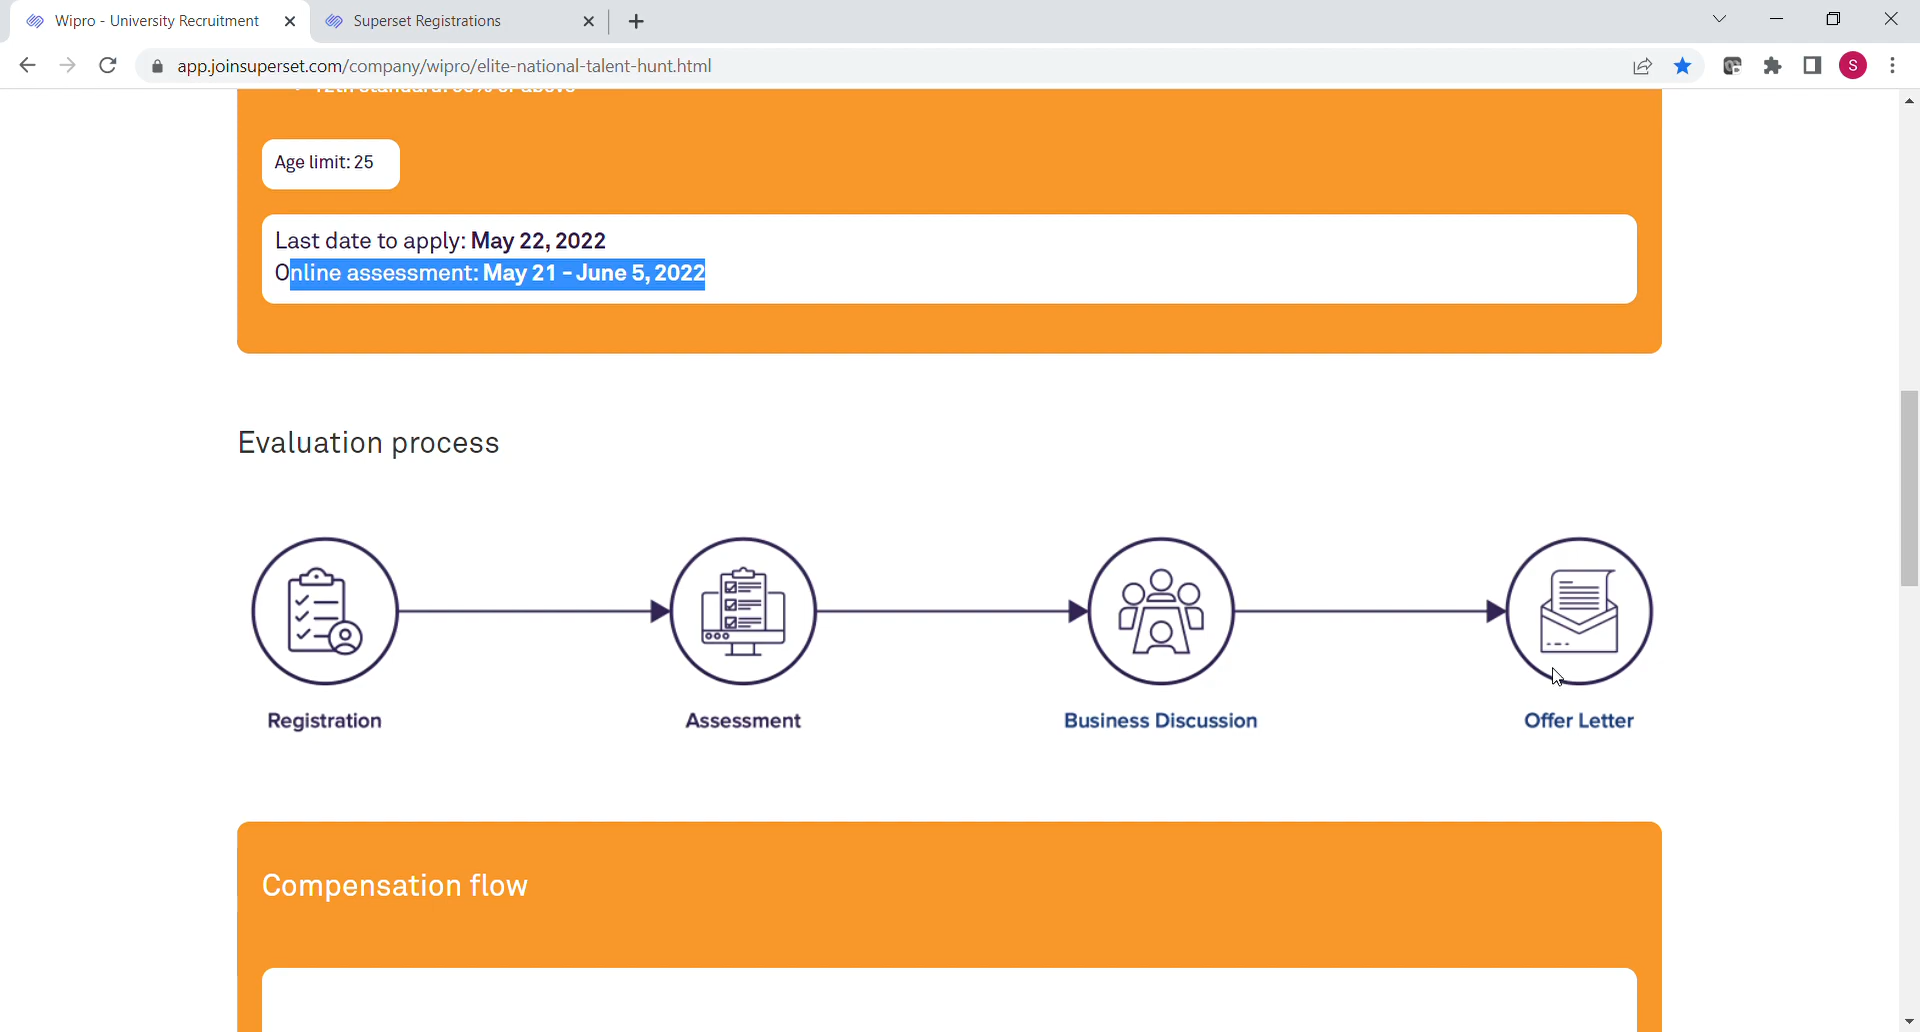 Wipro - University Recruitment
Superset Registrations
app.joinsuperset.com/company/wipro/elite-national-talent-hunt.html
S
Age limit: 25
Last date to apply: May 22, 2022
Online assessment: May 21 - June 5, 2022
Evaluation process
Registration
Assessment
Business Discussion
Offer Letter
Compensation flow